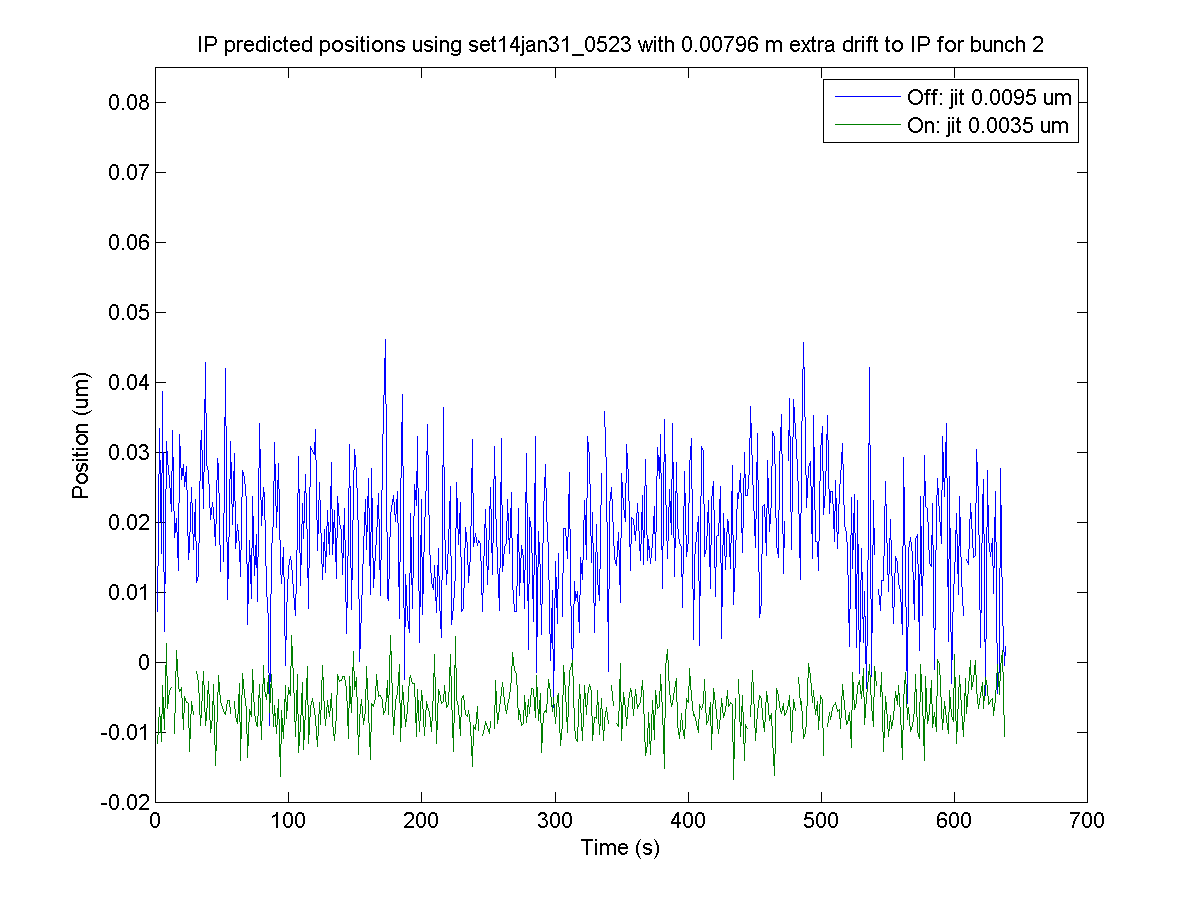 IP predicted positions using set14jan31_0523 with 0.00796 m extra drift to IP for bunch 2
Off: jit 0.0095 um
On: jit 0.0035 um
0.08
0.07
0.06
0.05
0.04
0.03
0.02
0.01
0
-0.01
-0.02
Position (um)
0 100 200 300 400 500 600 700
Time (s)